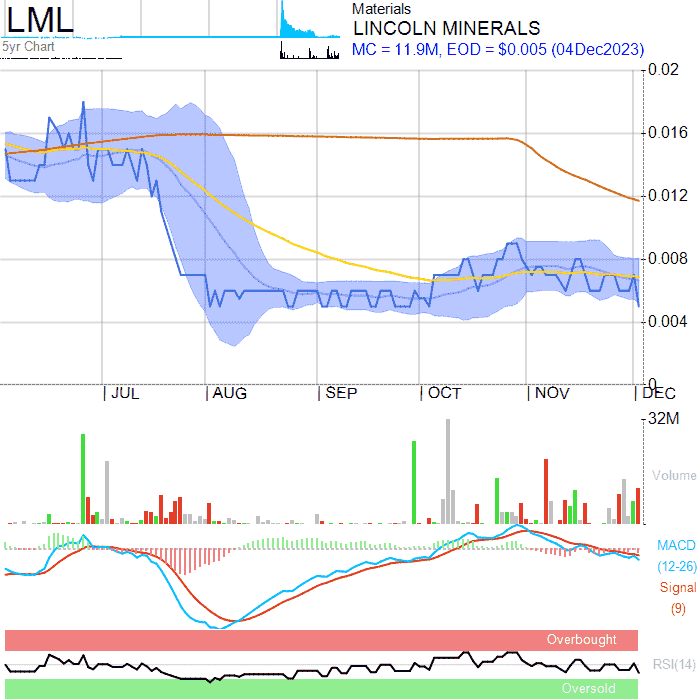 LML
Materials
LINCOLN MINERALS
5yr Chart
MC = 11.9M, EOD = $0.005 (04Dec2023)
0.02
0.016
0.012
0.008
0.004
0
JUL
AUG
SEP
OCT
NOV
DEC
32M
Volume
MACD
(12-26)
Signal
(9)
Overbought
RSI(14)
Oversold